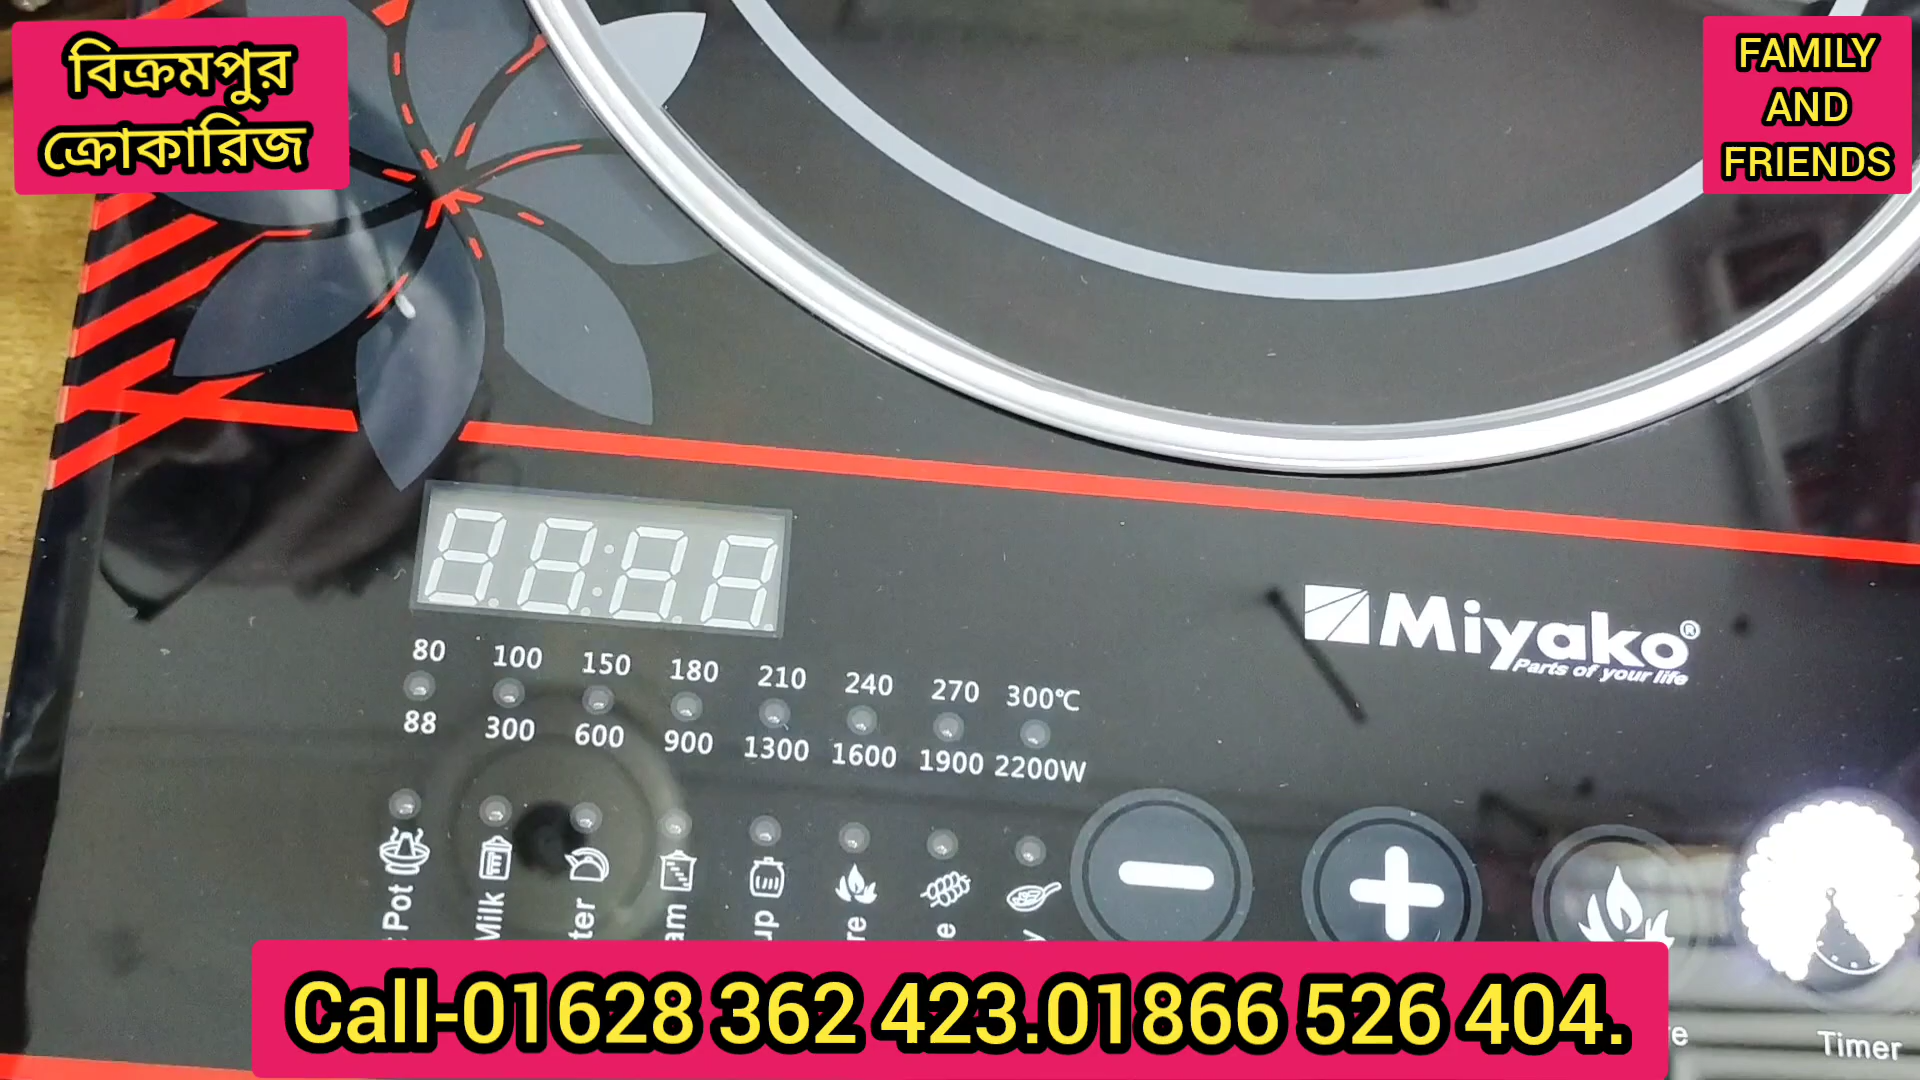 বিক্রমপুর
ক্রোকারিজ
FAMILY
AND
FRIENDS
Miyako®
Parts of your life
80 100 150 180 210 240 270 300℃
88 300 600 900 1300 1600 1900 2200W
Pot
Milk
Call-01628 362 423.01866 526 404.
Timer